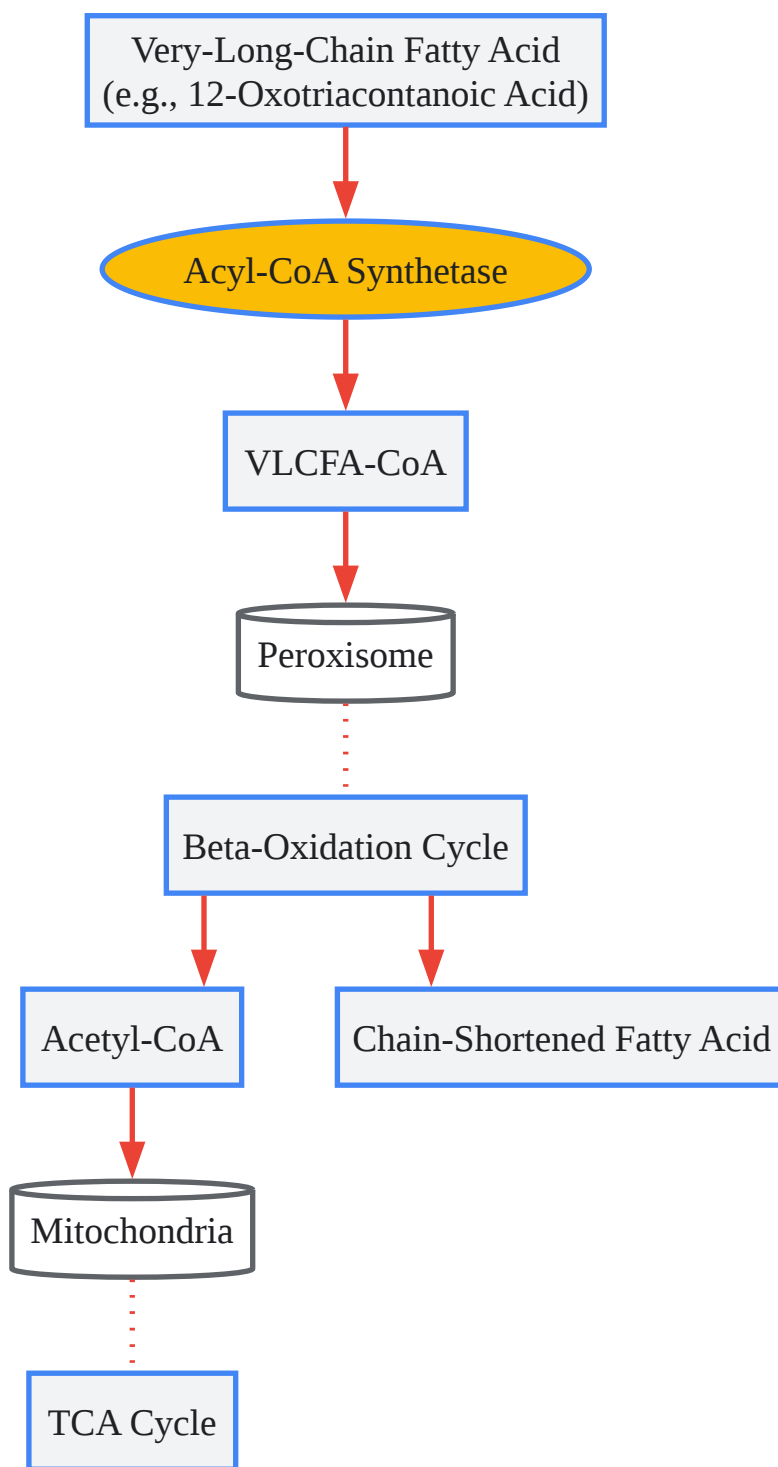 Very-Long-Chain Fatty Acid
(e.g., 12-Oxotriacontanoic Acid)
Acyl-CoA Synthetase
VLCFA-CoA
Peroxisome
Beta-Oxidation Cycle
Acetyl-CoA
Chain-Shortened Fatty Acid
Mitochondria
TCA Cycle